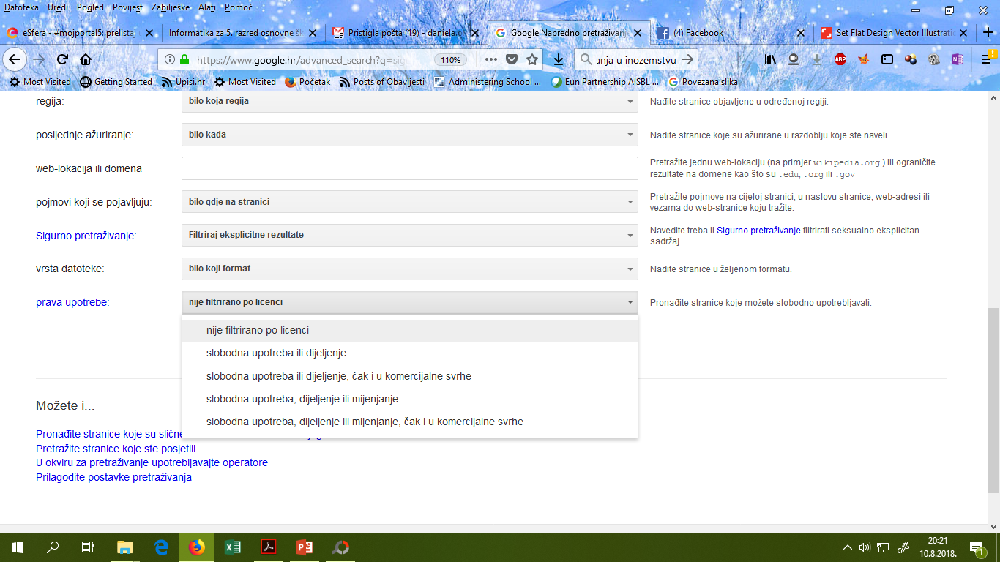 Datoteka Uredi Pogled Povijest Zabilješke Alati Pomoć
eSfera - #mojportal5: prelistaj
Informatika za 5. razred osnovne
Pristigla pošta (19) - daniela.
Google Napredno pretraživan
(4) Facebook
Set Flat Design Vector Illustrati
https://www.google.hr/advanced_search?q=sig
110%
anja u inozemstvu
Most Visited Getting Started Upisi.hr Most Visited Početak Posts of Obavijesti Administering School ... Eun Partnership AISBL ... Povezana slika
regija: bilo koja regija Nađite stranice objavljene u određenoj regiji.
posljednje ažuriranje: bilo kada Nađite stranice koje su ažurirane u razdoblju koje ste naveli.
web-lokacija ili domena Pretražite jednu web-lokaciju (na primjer wikipedia.org ) ili ograničite
rezultate na domene kao što su .edu, .org ili .gov
pojmovi koji se pojavljuju: bilo gdje na stranici Pretražite pojmove na cijeloj stranici, u naslovu stranice, web-adresi ili
vezama do web-stranice koju tražite.
Sigurno pretraživanje: Filtriraj eksplicitne rezultate Navedite treba li Sigurno pretraživanje filtrirati seksualno eksplicitan
sadržaj.
vrsta datoteke: bilo koji format Nađite stranice u željenom formatu.
prava upotrebe: nije filtrirano po licenci Pronađite stranice koje možete slobodno upotrebljavati.
nije filtrirano po licenci
slobodna upotreba ili dijeljenje
slobodna upotreba ili dijeljenje, čak i u komercijalne svrhe
slobodna upotreba, dijeljenje ili mijenjanje
slobodna upotreba, dijeljenje ili mijenjanje, čak i u komercijalne svrhe
Možete i...
Pronađite stranice koje su slične
Pretražite stranice koje ste posjetili
U okviru za pretraživanje upotrebljavajte operatore
Prilagodite postavke pretraživanja
20:21
10.8.2018.
1